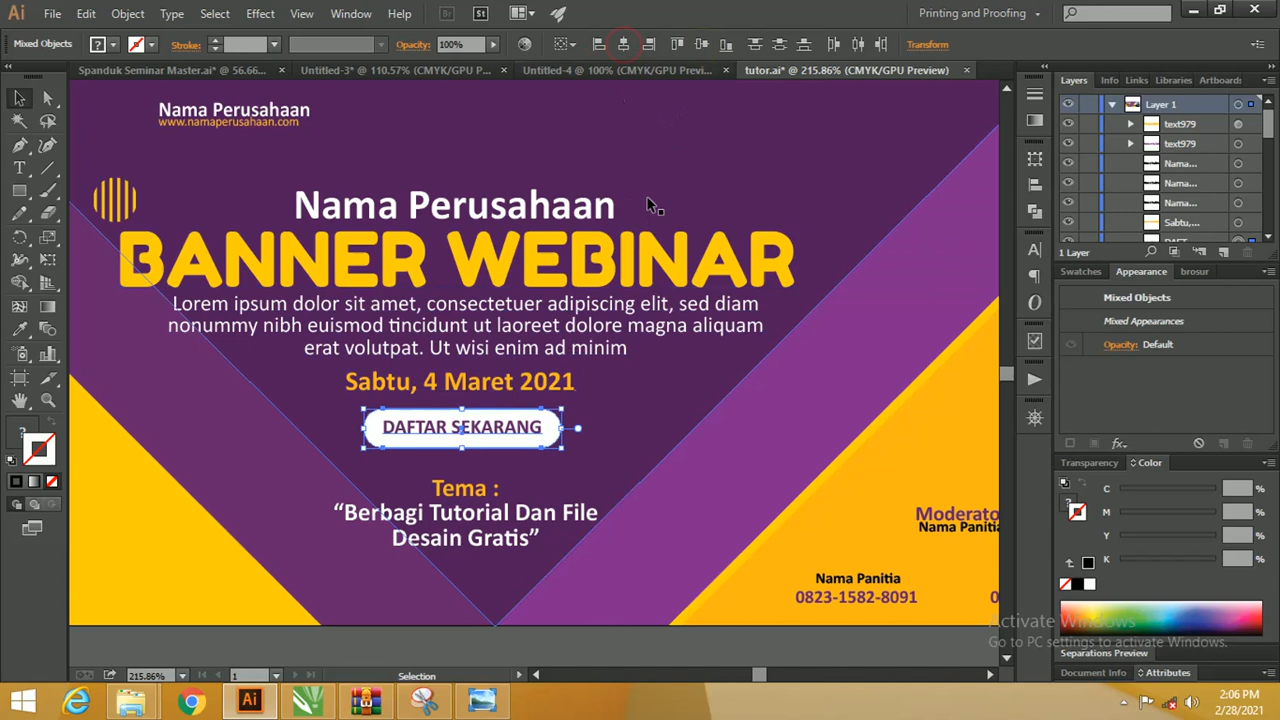 Ai File Edit Object Type Select Effect View Window Help Br St Printing and Proofing
Mixed Objects ? Stroke: Opacity: 100% Transform
Spanduk Seminar Master.ai* @ 56.66... Untitled-3* @ 110.57% (CMYK/GPU P... Untitled-4 @ 100% (CMYK/GPU Previ... tutor.ai* @ 215.86% (CMYK/GPU Preview)
Layers Info Links Libraries Artboards
Layer 1
text979
text979
Nama...
Nama...
Nama...
Sabtu,...
1 Layer
Swatches Appearance brosur
Mixed Objects
Mixed Appearances
Opacity: Default
Transparency Color
C %
M %
Y %
K %
Separations Preview
Document Info Attributes
Nama Perusahaan
www.namaperusahaan.com
Nama Perusahaan
BANNER WEBINAR
Lorem ipsum dolor sit amet, consectetuer adipiscing elit, sed diam
nonummy nibh euismod tincidunt ut laoreet dolore magna aliquam
erat volutpat. Ut wisi enim ad minim
Sabtu, 4 Maret 2021
DAFTAR SEKARANG
Tema :
“Berbagi Tutorial Dan File
Desain Gratis”
Moderato
Nama Paniti
Nama Panitia
0823-1582-8091
Activate Windows
Go to PC settings to activate Windows.
215.86% 1 Selection
2:06 PM
2/28/2021